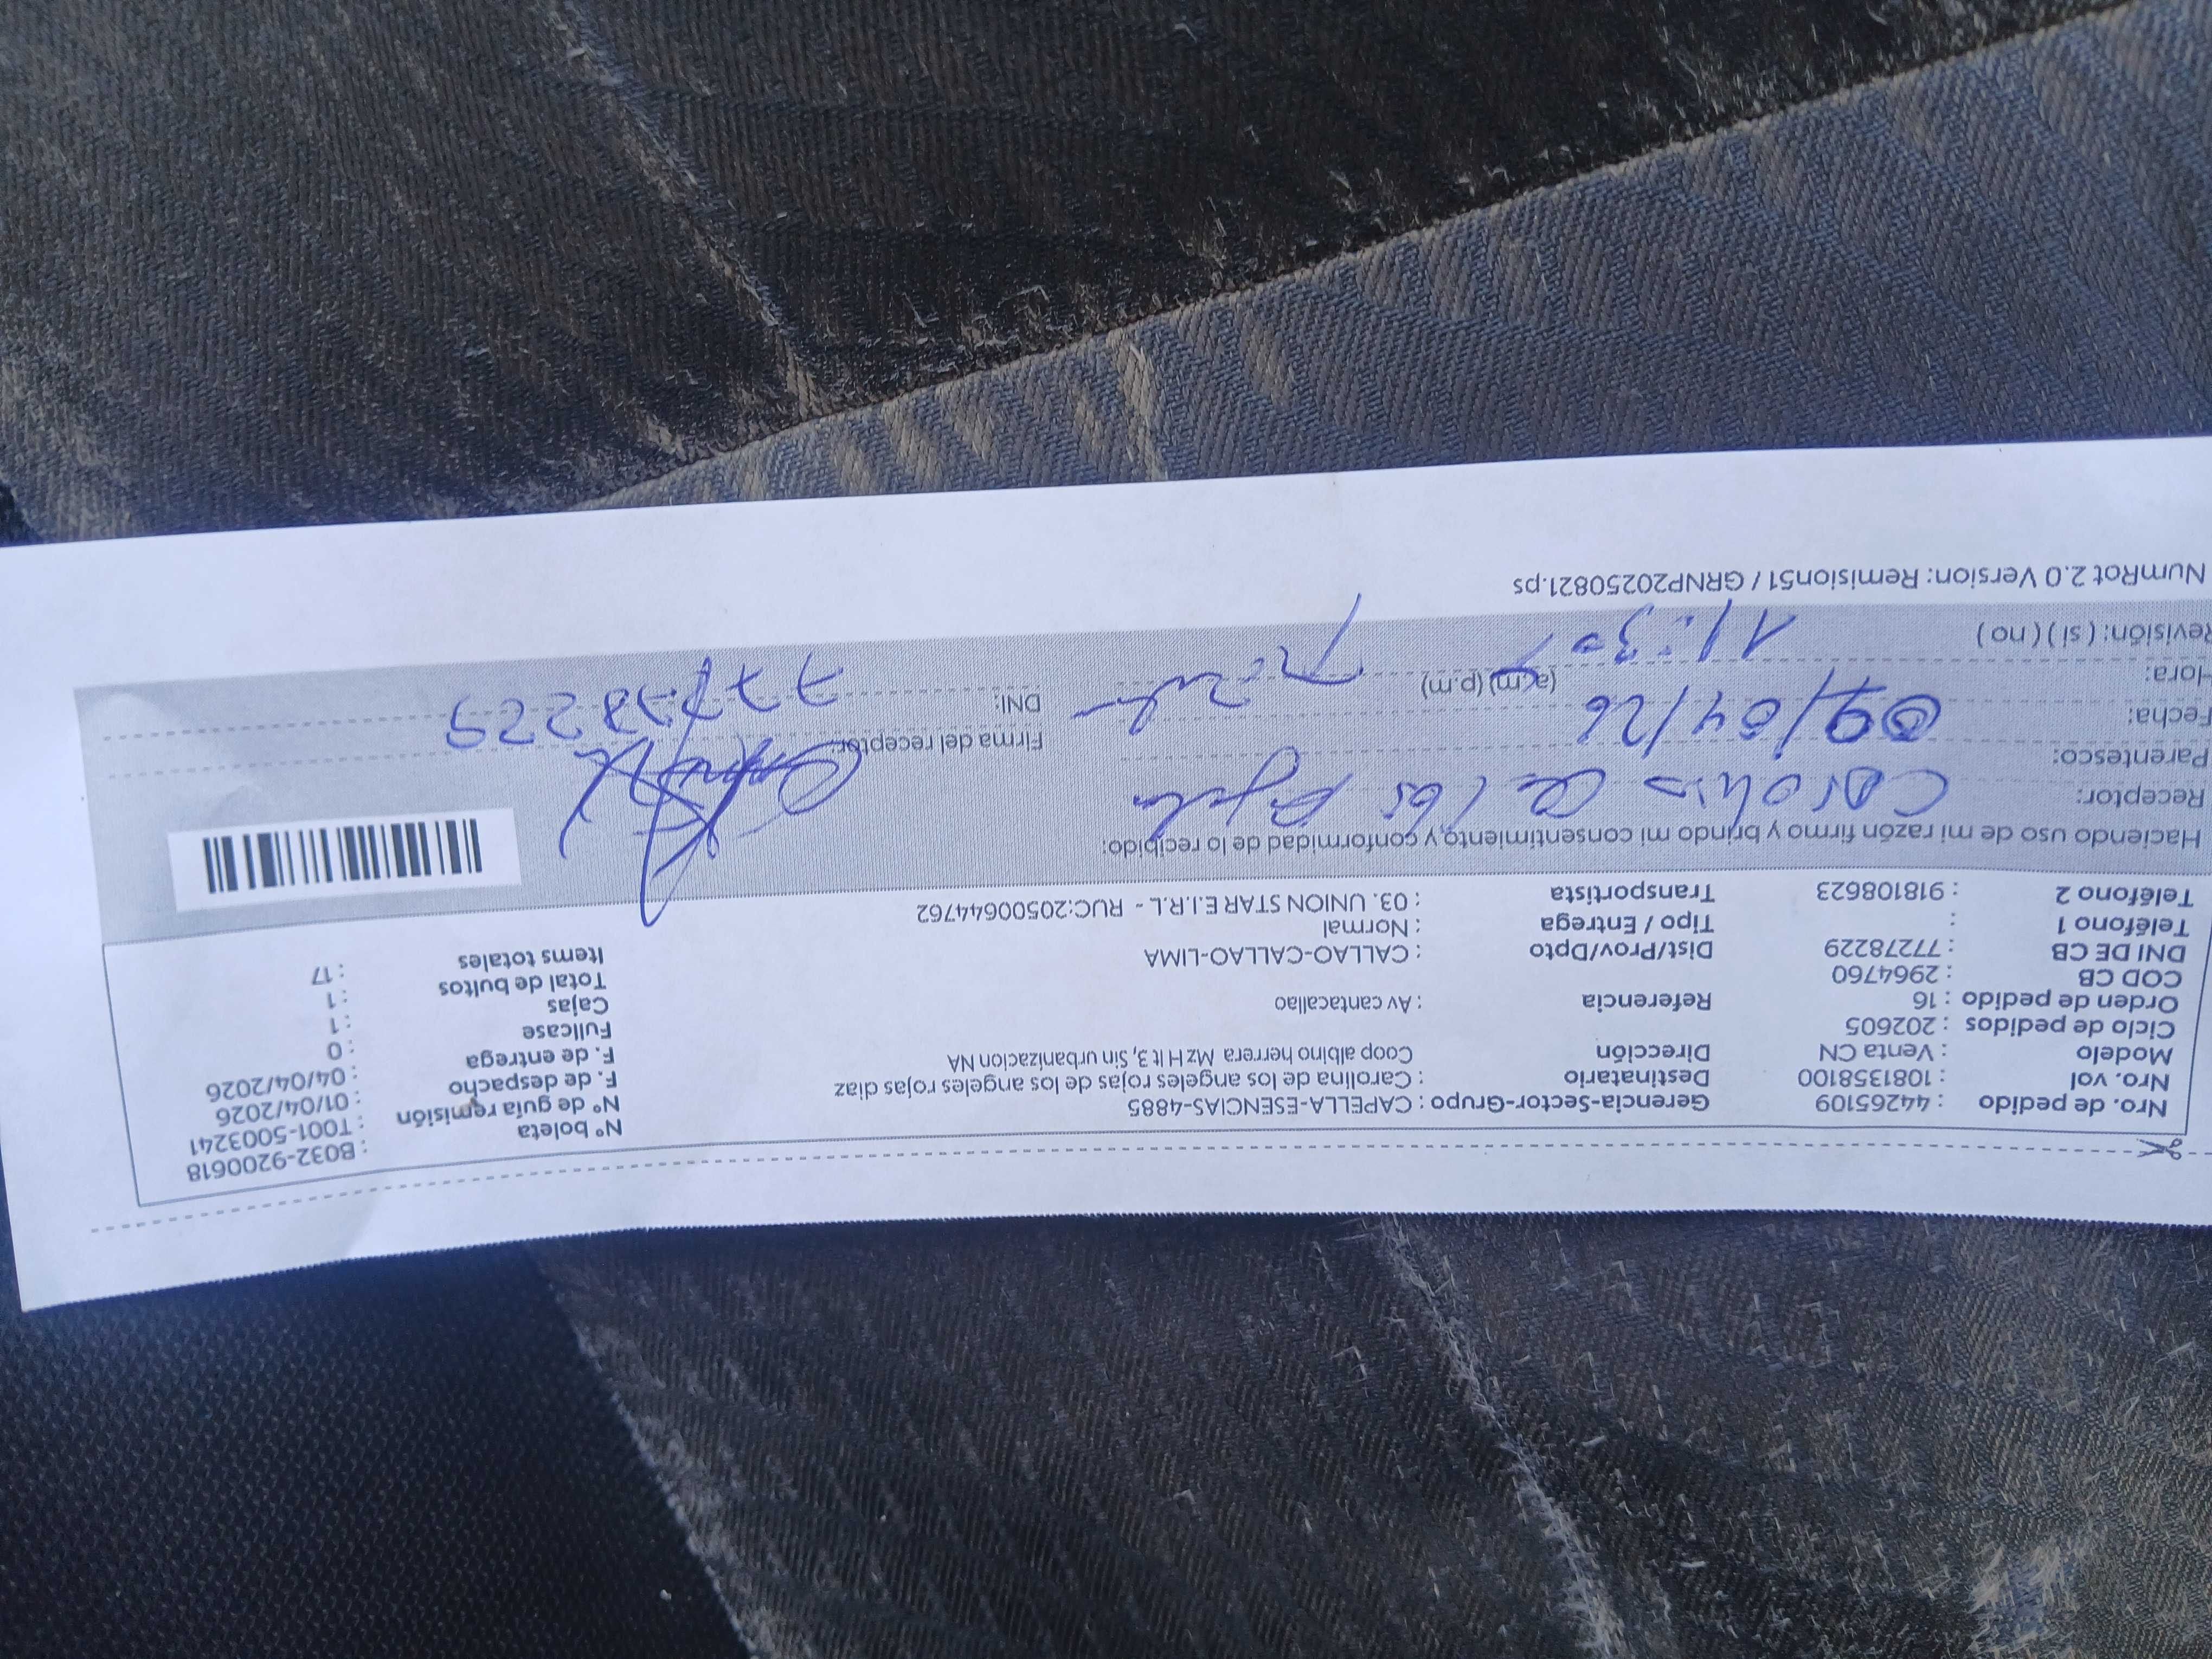 Nro. de pedido : 44265109 Gerencia-Sector-Grupo : CAPELLA-ESENCIAS-4885 N° boleta : B032-9200618
Nro. vol : 1081358100 Destinatario : Carolina de los angeles rojas de los angeles rojas diaz N° de guía remisión : T001-5003241
Modelo : Venta CN Dirección Coop albino herrera Mz H lt 3, Sin urbanizacion NA F. de despacho : 01/04/2026
Ciclo de pedidos : 202605 F. de entrega : 04/04/2026
Orden de pedido : 16 Referencia : Av cantacallao Fullcase : 0
COD CB : 2964760 Cajas : 1
DNI DE CB : 77278229 Dist/Prov/Dpto : CALLAO-CALLAO-LIMA Total de bultos : 1
Teléfono 1 : Tipo / Entrega : Normal Items totales : 17
Teléfono 2 : 918108623 Transportista : 03. UNION STAR E.I.R.L - RUC:20500644762
Haciendo uso de mi razón firmo y brindo mi consentimiento, y conformidad de lo recibido:
Receptor: Carolina de los
Parentesco: Firma del receptor:
Fecha: 09/04/26 DNI: 77278229
Hora: 11:30 (a.m) (p.m)
Revisión: ( si ) ( no )
NumRot 2.0 Version: Remision51 / GRNP20250821.ps